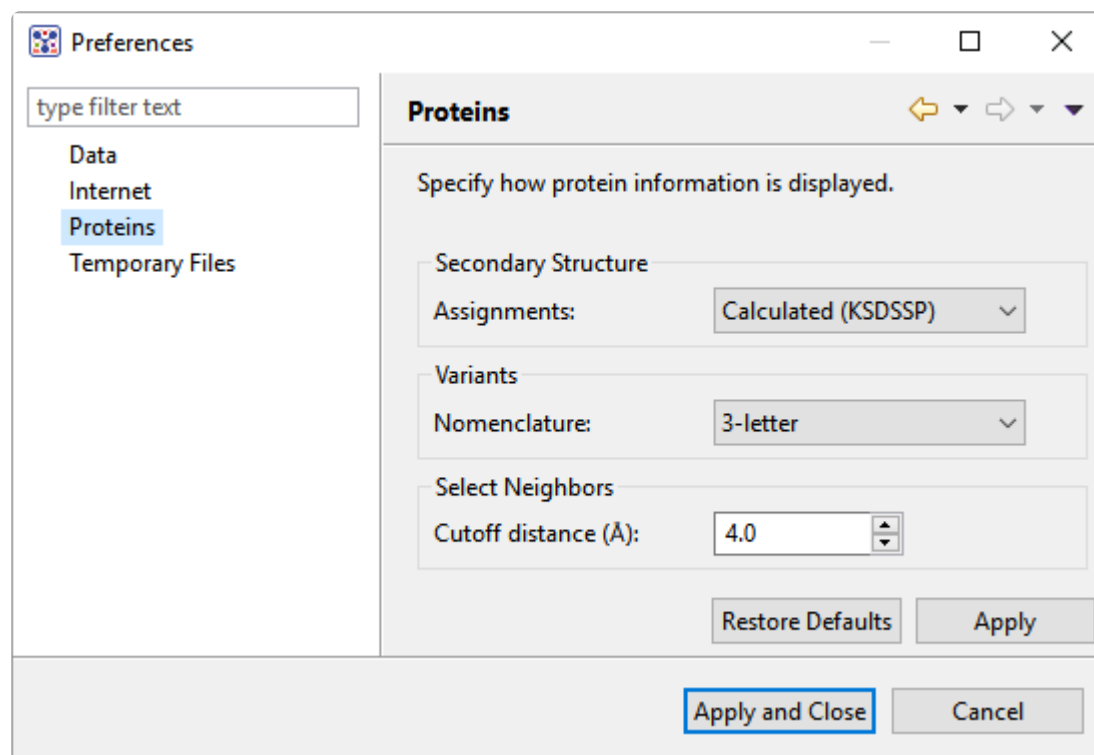 Preferences
type filter text
Data
Internet
Proteins
Temporary Files
Proteins
Specify how protein information is displayed.
Secondary Structure
Assignments: Calculated (KSDSSP)
Variants
Nomenclature: 3-letter
Select Neighbors
Cutoff distance (Å): 4.0
Restore Defaults Apply
Apply and Close Cancel